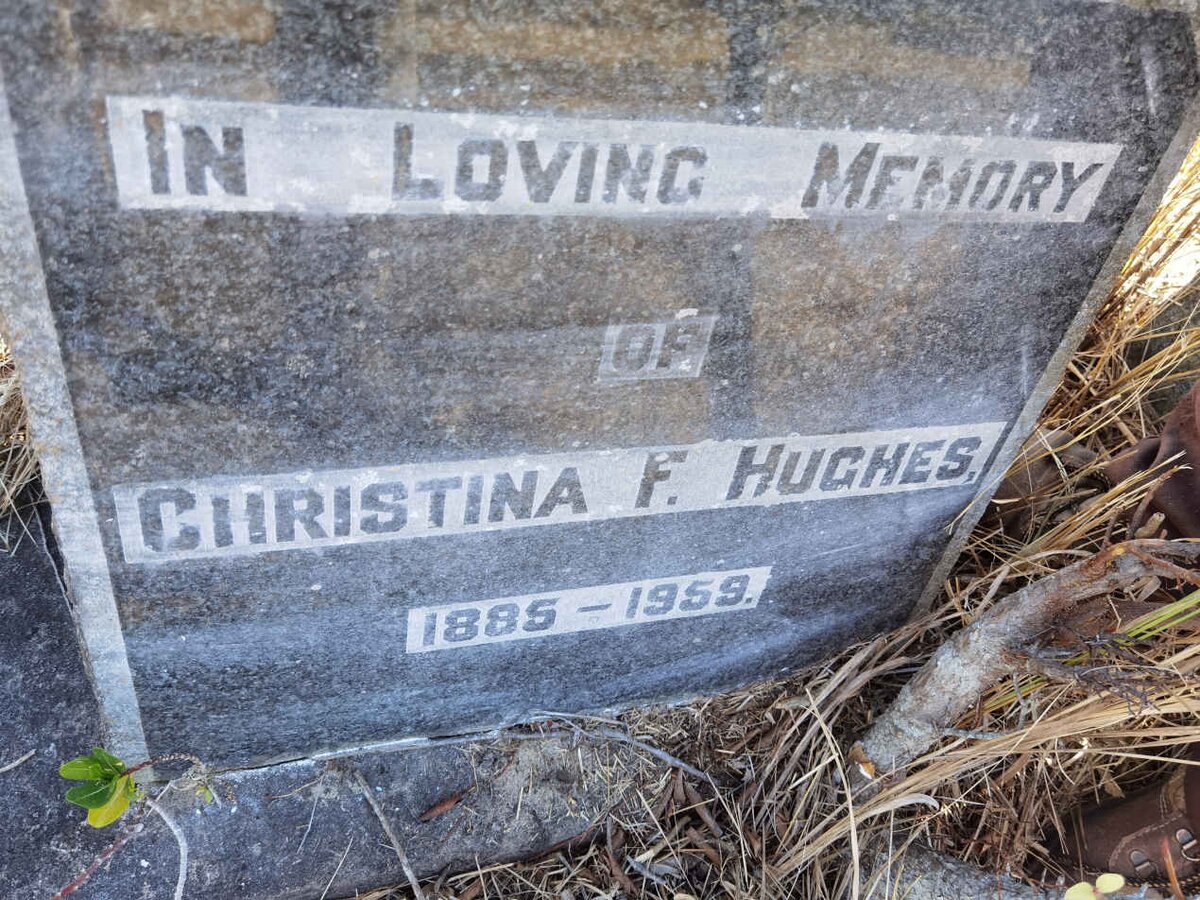 IN LOVING MEMORY
OF
CHRISTINA F. HUGHES,
1885 – 1959.